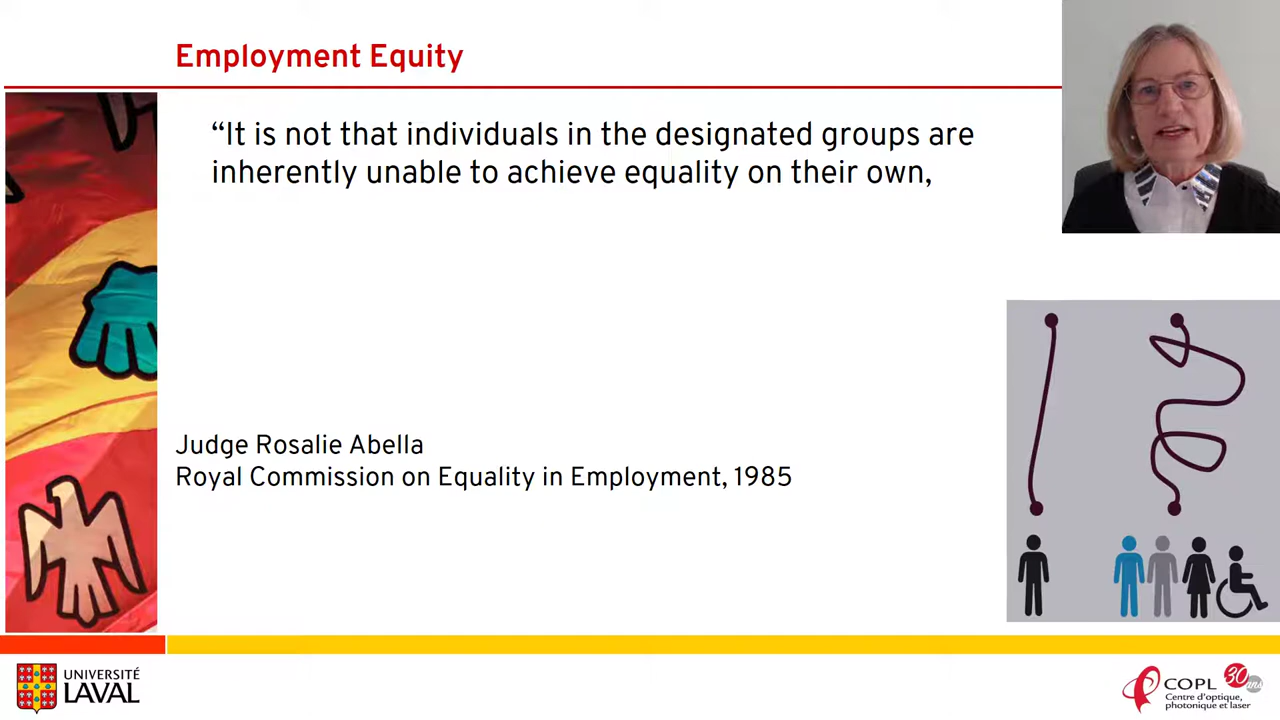 Employment Equity
“It is not that individuals in the designated groups are
inherently unable to achieve equality on their own,
Judge Rosalie Abella
Royal Commission on Equality in Employment, 1985
UNIVERSITÉ
LAVAL
COPL 30ans
Centre d'optique,
photonique et laser